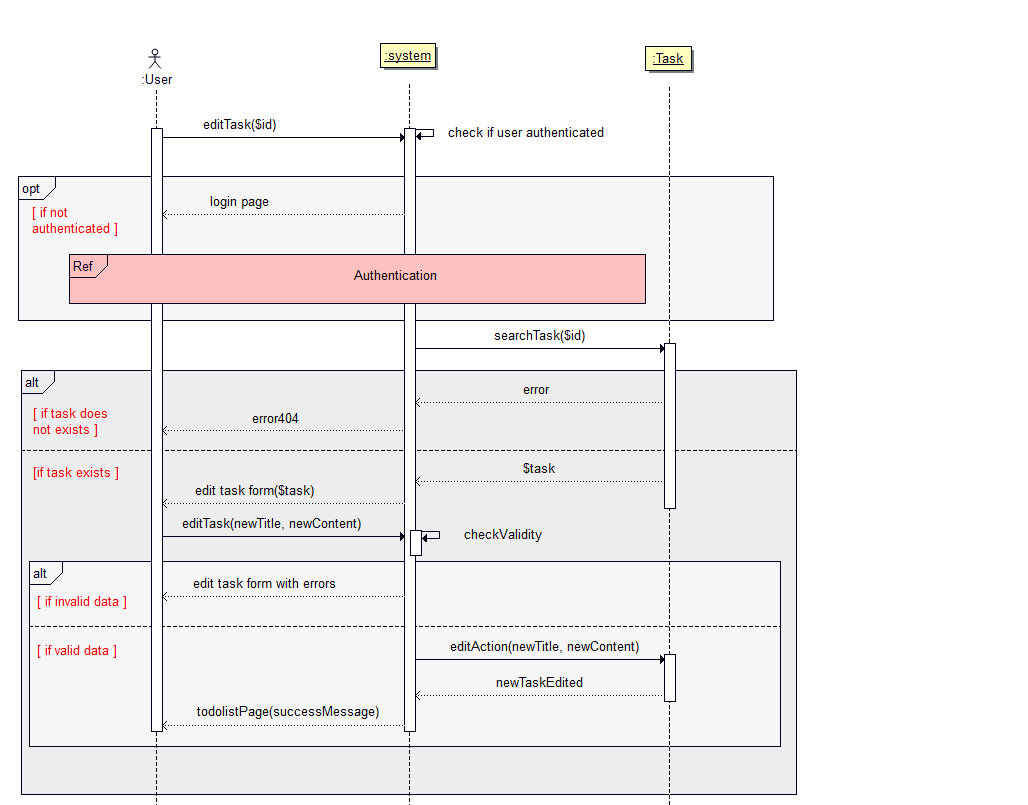 :User
:system
:Task
editTask($id)
check if user authenticated
opt
[ if not
authenticated ]
login page
Ref
Authentication
searchTask($id)
alt
error
[ if task does
not exists ]
error404
[if task exists ]
$task
edit task form($task)
editTask(newTitle, newContent)
checkValidity
alt
edit task form with errors
[ if invalid data ]
[ if valid data ]
editAction(newTitle, newContent)
newTaskEdited
todolistPage(successMessage)